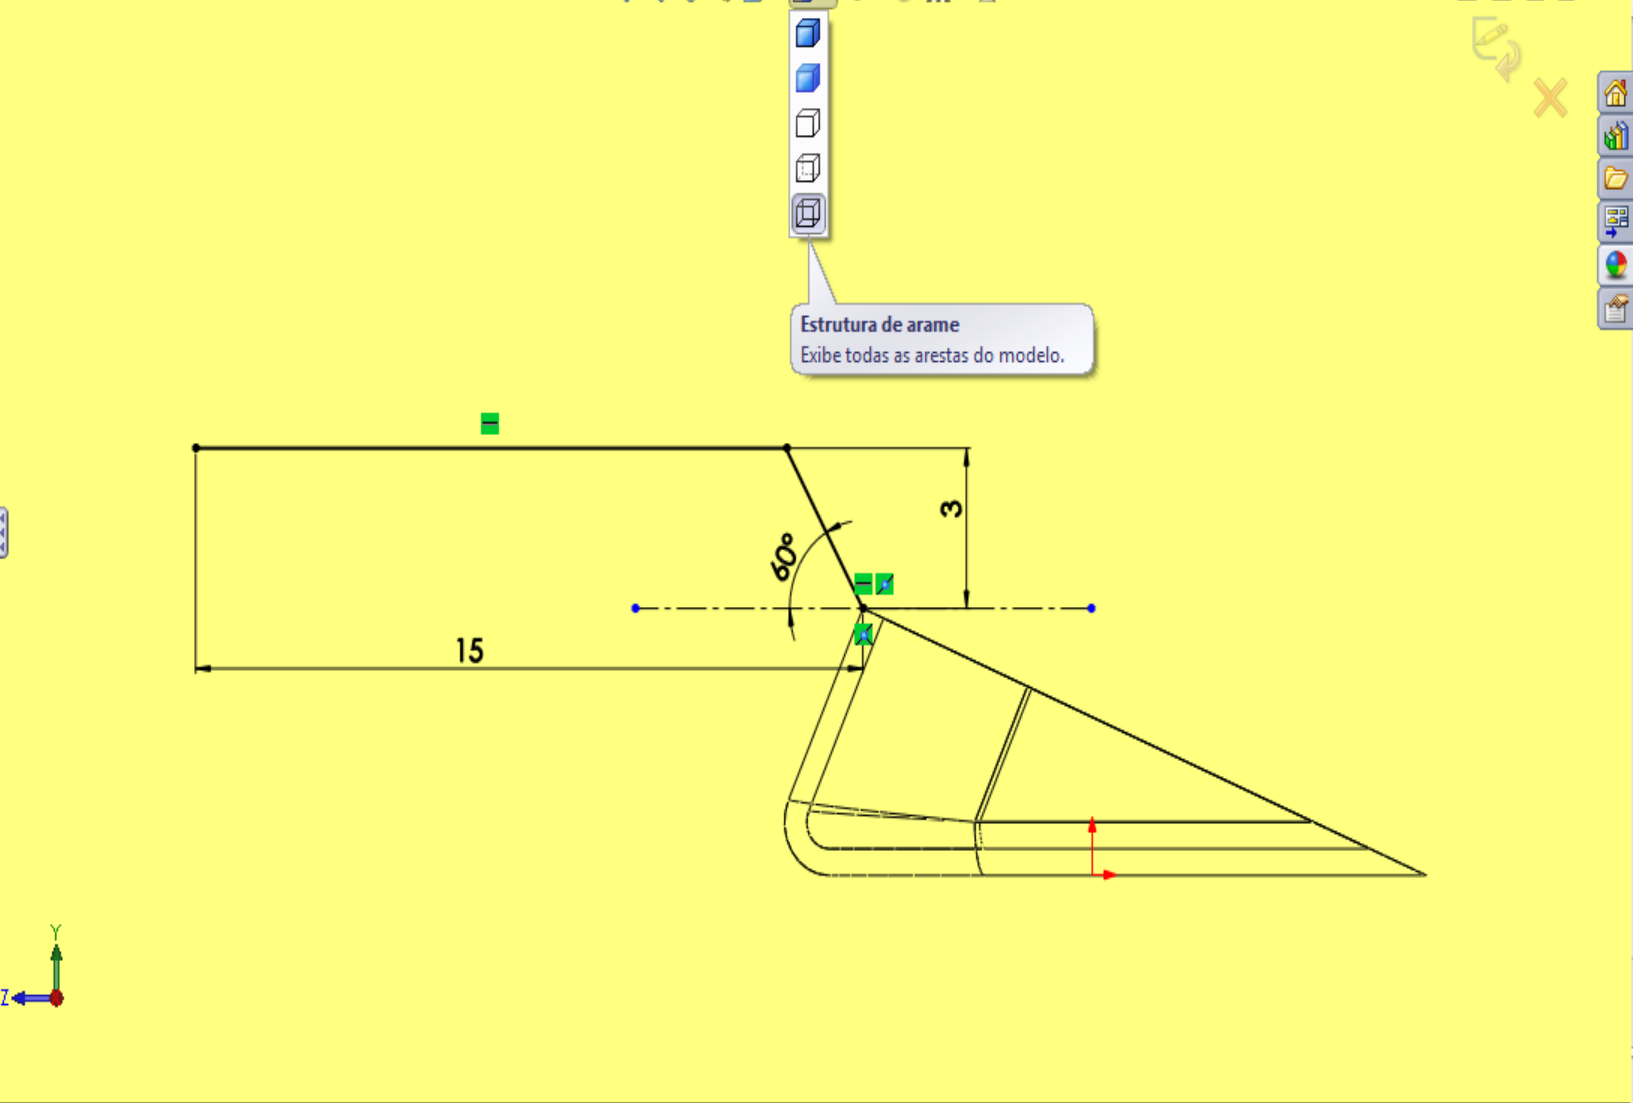 Estrutura de arame
Exibe todas as arestas do modelo.
3
60°
15
Y
Z